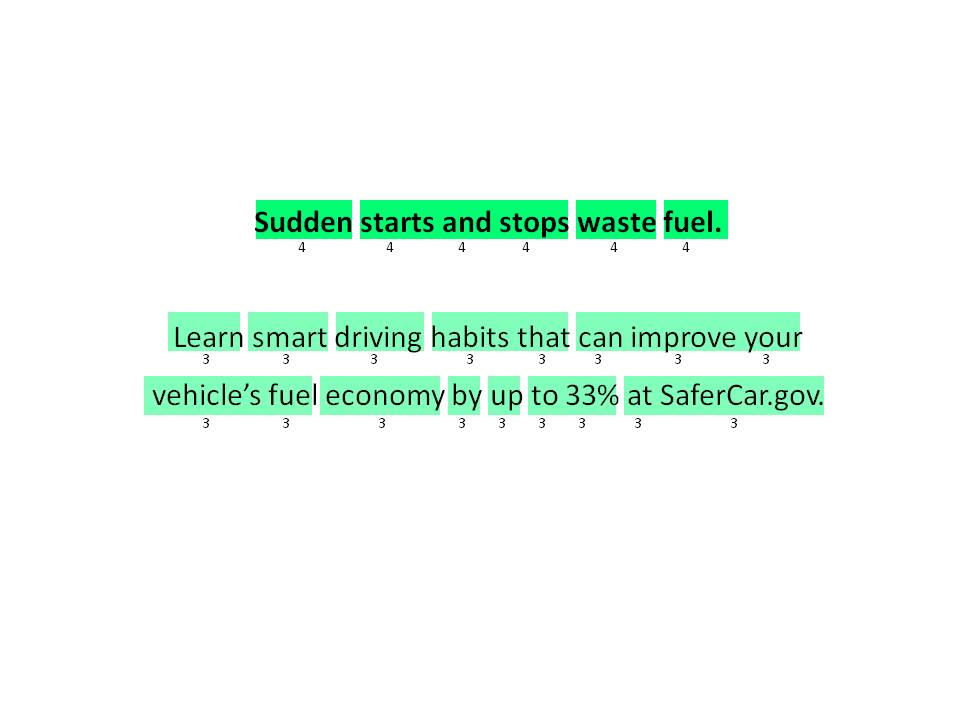 Sudden starts and stops waste fuel.
4 4 4 4 4 4
Learn smart driving habits that can improve your
3 3 3 3 3 3 3 3
vehicle’s fuel economy by up to 33% at SaferCar.gov.
3 3 3 3 3 3 3 3 3